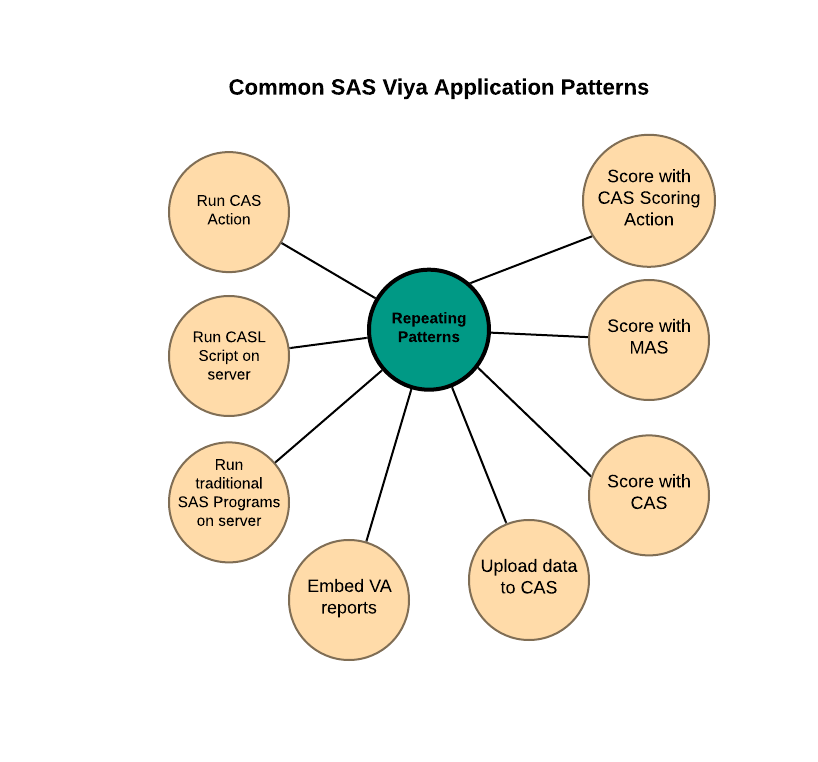 Common SAS Viya Application Patterns
Run CAS
Action
Score with
CAS Scoring
Action
Repeating
Patterns
Run CASL
Script on
server
Score with
MAS
Run
traditional
SAS Programs
on server
Score with
CAS
Embed VA
reports
Upload data
to CAS